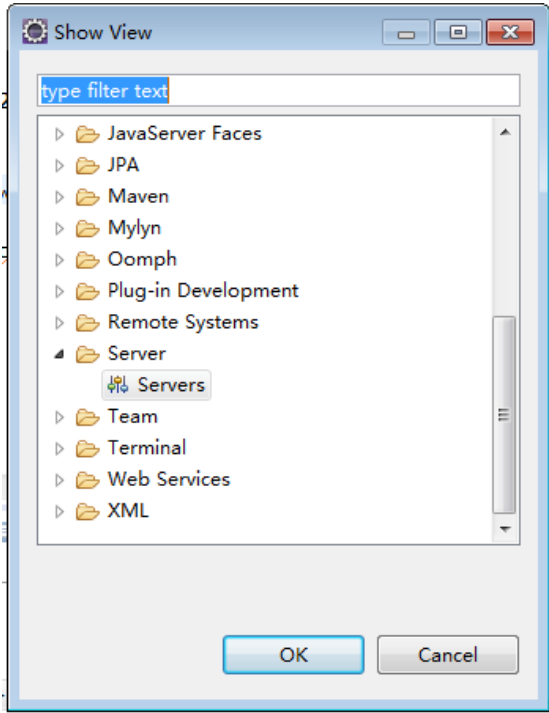 Show View
type filter text
JavaServer Faces
JPA
Maven
Mylyn
Oomph
Plug-in Development
Remote Systems
Server
Servers
Team
Terminal
Web Services
XML
OK
Cancel